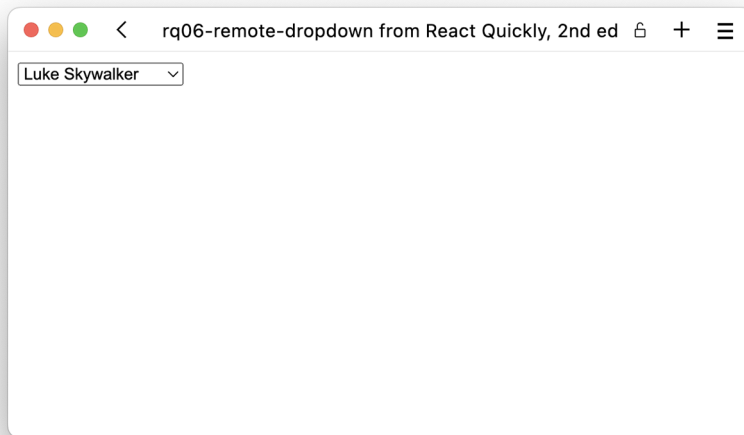 rq06-remote-dropdown from React Quickly, 2nd ed
Luke Skywalker